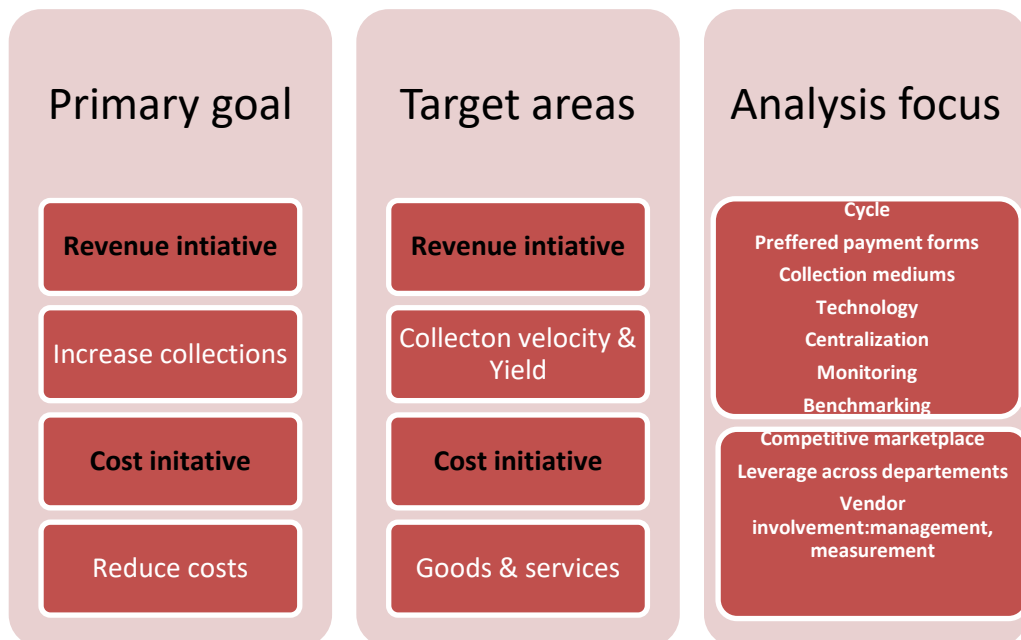 Primary goal
Revenue intiative
Increase collections
Cost initative
Reduce costs
Target areas
Revenue intiative
Collecton velocity &
Yield
Cost initiative
Goods & services
Analysis focus
Cycle
Preffered payment forms
Collection mediums
Technology
Centralization
Monitoring
Benchmarking
Competitive marketplace
Leverage across departements
Vendor
involvement:management,
measurement